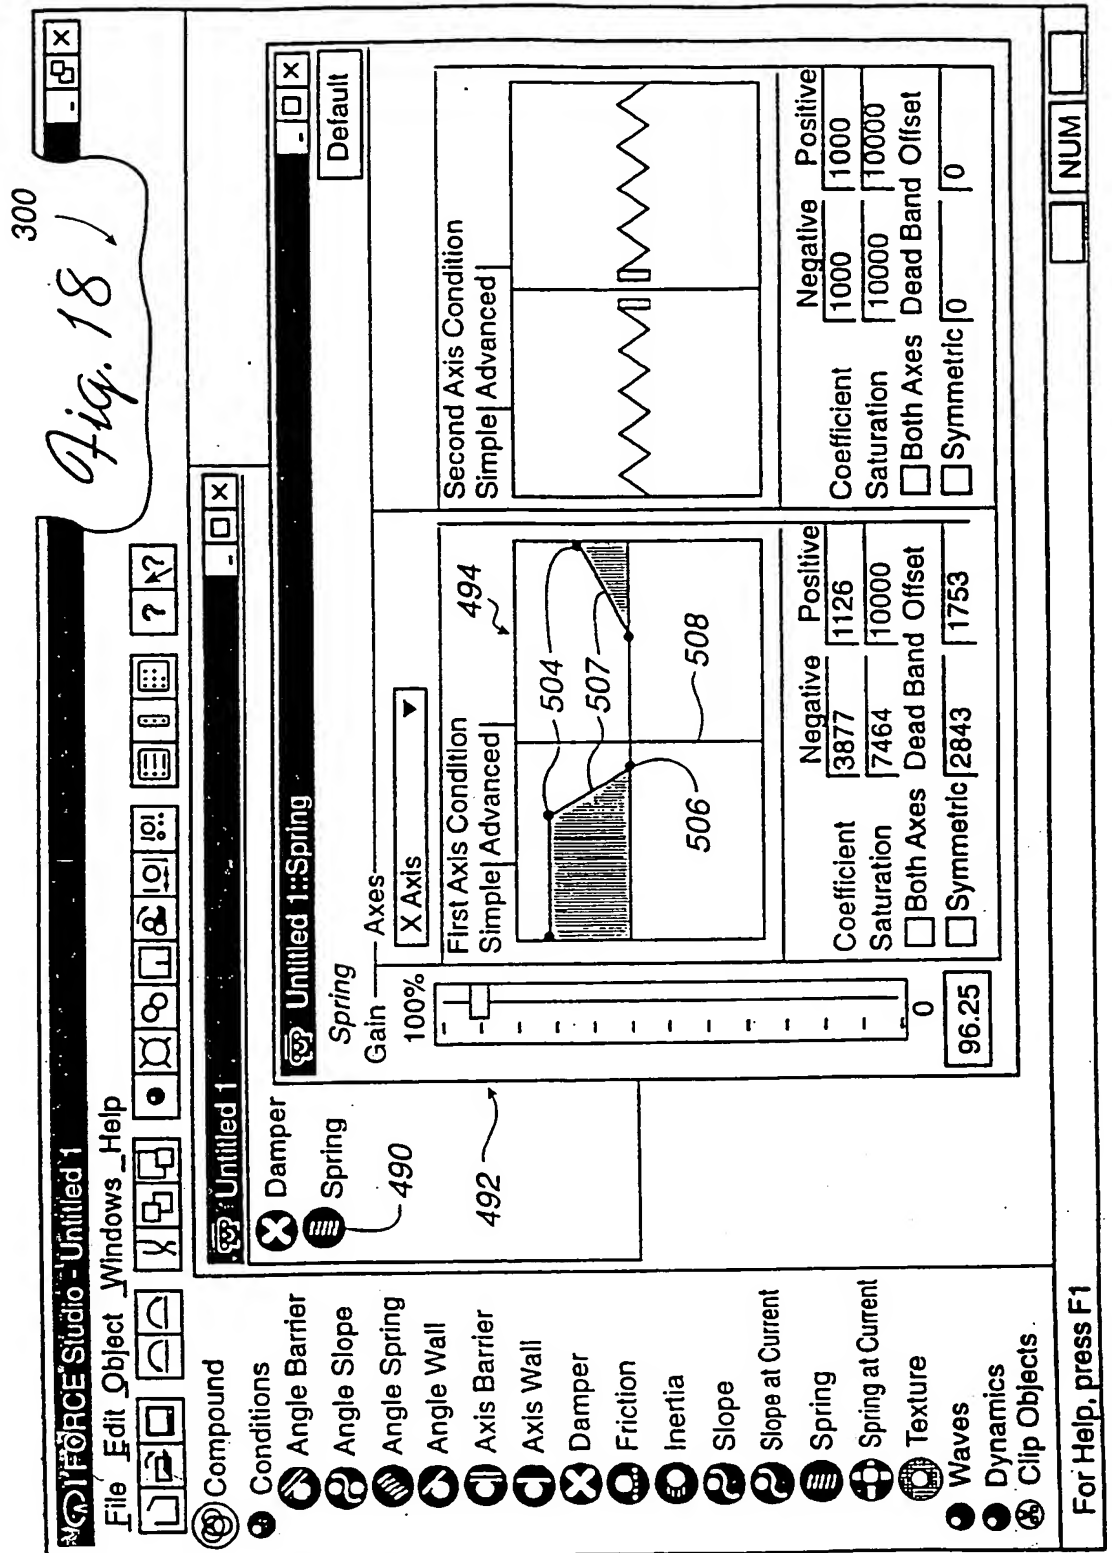 Fig. 18
300
I FORCE Studio - Untitled 1
File Edit Object Windows Help
Compound
Conditions
Angle Barrier
Angle Slope
Angle Spring
Angle Wall
Axis Barrier
Axis Wall
Damper
Friction
Inertia
Slope
Slope at Current
Spring
Spring at Current
Texture
Waves
Dynamics
Clip Objects
Untitled 1
Damper
Spring
490
492
Untitled 1::Spring
Default
Spring
Gain
100%
0
96.25
Axes
X Axis
First Axis Condition
Simple Advanced
494
504
507
508
506
Negative Positive
Coefficient 3877 1126
Saturation 7464 10000
Both Axes Dead Band Offset
Symmetric 2843 1753
Second Axis Condition
Simple Advanced
Negative Positive
Coefficient 1000 1000
Saturation 10000 10000
Both Axes Dead Band Offset
Symmetric 0 0
For Help, press F1
NUM